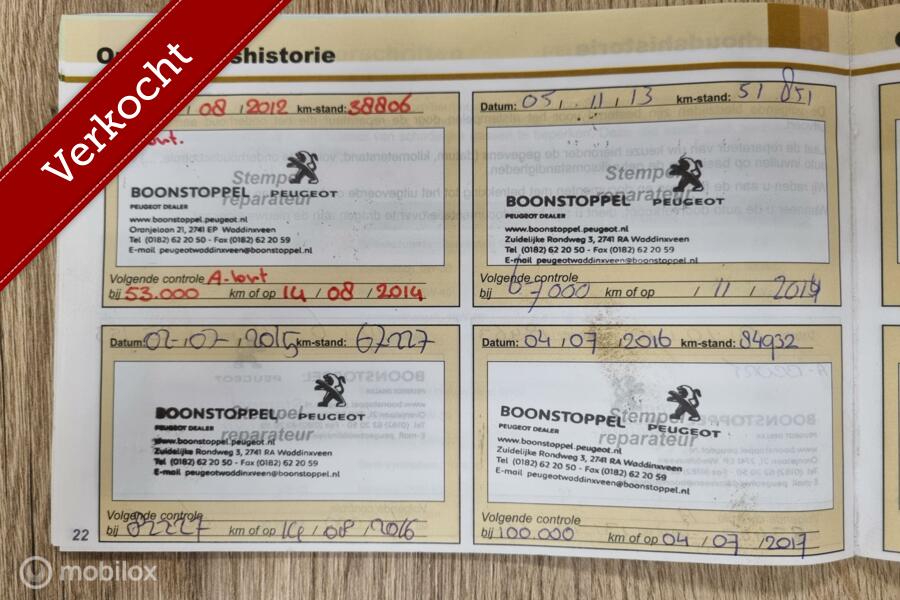 Verkocht
shistorie
08 / 2012 km-stand: 38806
Stempel
reparateur
BOONSTOPPEL PEUGEOT
PEUGEOT DEALER
www.boonstoppel.peugeot.nl
Oranjelaan 21, 2741 EP Waddinxveen
Tel (0182) 62 20 50 - Fax (0182) 62 20 59
E-mail peugeotwaddinxveen@boonstoppel.nl
Volgende controle
bij 53.000 km of op 14 / 08 / 2014
Datum: 05 / 11 / 13 km-stand: 51851
Stempel
reparateur
BOONSTOPPEL PEUGEOT
PEUGEOT DEALER
www.boonstoppel.peugeot.nl
Zuidelijke Rondweg 3, 2741 RA Waddinxveen
Tel (0182) 62 20 50 - Fax (0182) 62 20 59
E-mail peugeotwaddinxveen@boonstoppel.nl
Volgende controle
bij 67000 km of op / 11 / 2014
Datum: 02-07- / 2015 km-stand: 67227
Stempel
reparateur
BOONSTOPPEL PEUGEOT
PEUGEOT DEALER
www.boonstoppel.peugeot.nl
Zuidelijke Rondweg 3, 2741 RA Waddinxveen
Tel (0182) 62 20 50 - Fax (0182) 62 20 59
E-mail peugeotwaddinxveen@boonstoppel.nl
Volgende controle
bij km of op 14 / 08 / 2016
Datum: 04 / 07 / 2016 km-stand: 84932
Stempel
reparateur
BOONSTOPPEL PEUGEOT
PEUGEOT DEALER
www.boonstoppel.peugeot.nl
Zuidelijke Rondweg 3, 2741 RA Waddinxveen
Tel (0182) 62 20 50 - Fax (0182) 62 20 59
E-mail peugeotwaddinxveen@boonstoppel.nl
Volgende controle
bij 100.000 km of op 04 / 07 / 2017
22
mobilox